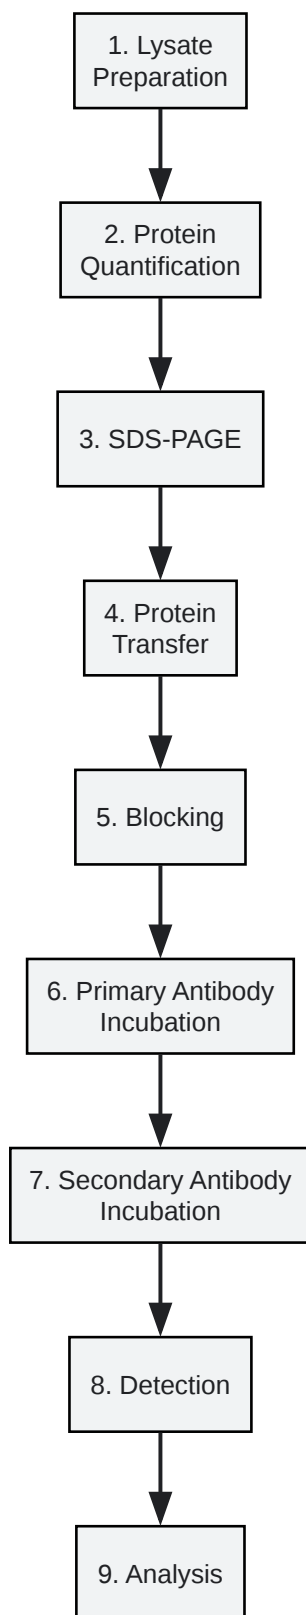 1. Lysate
Preparation
2. Protein
Quantification
3. SDS-PAGE
4. Protein
Transfer
5. Blocking
6. Primary Antibody
Incubation
7. Secondary Antibody
Incubation
8. Detection
9. Analysis